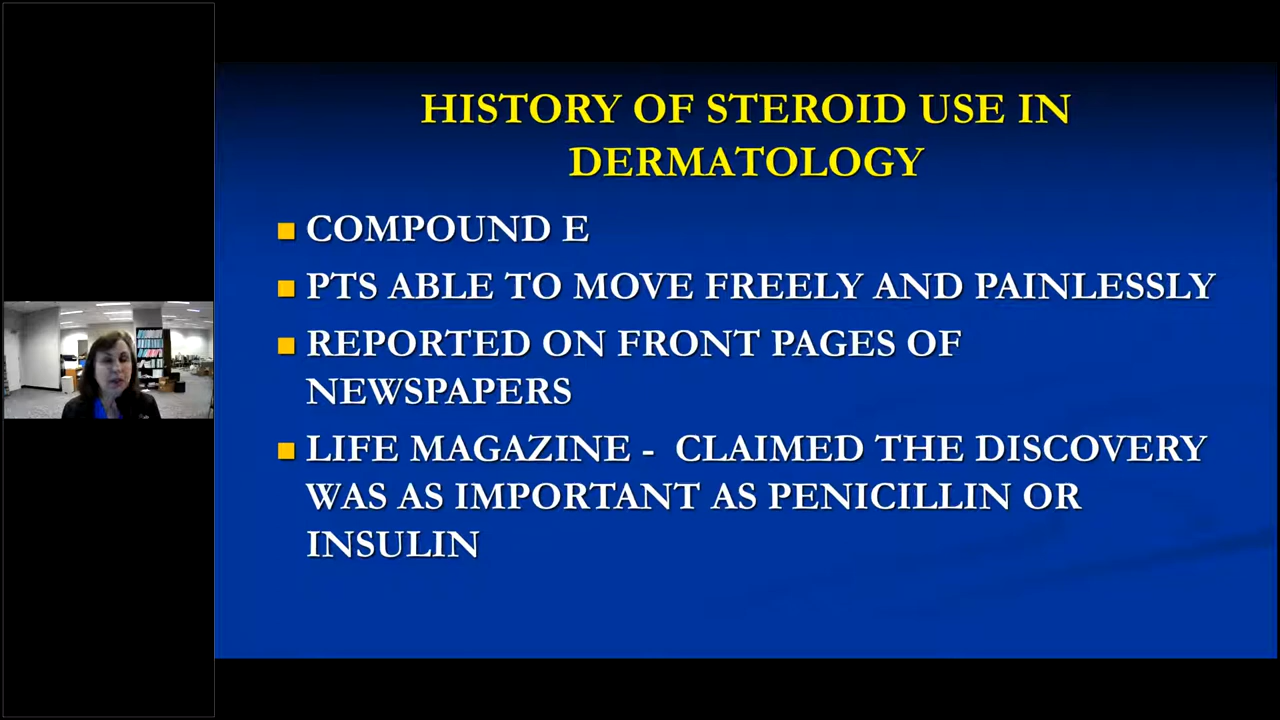 HISTORY OF STEROID USE IN
DERMATOLOGY
COMPOUND E
PTS ABLE TO MOVE FREELY AND PAINLESSLY
REPORTED ON FRONT PAGES OF
NEWSPAPERS
LIFE MAGAZINE - CLAIMED THE DISCOVERY
WAS AS IMPORTANT AS PENICILLIN OR
INSULIN